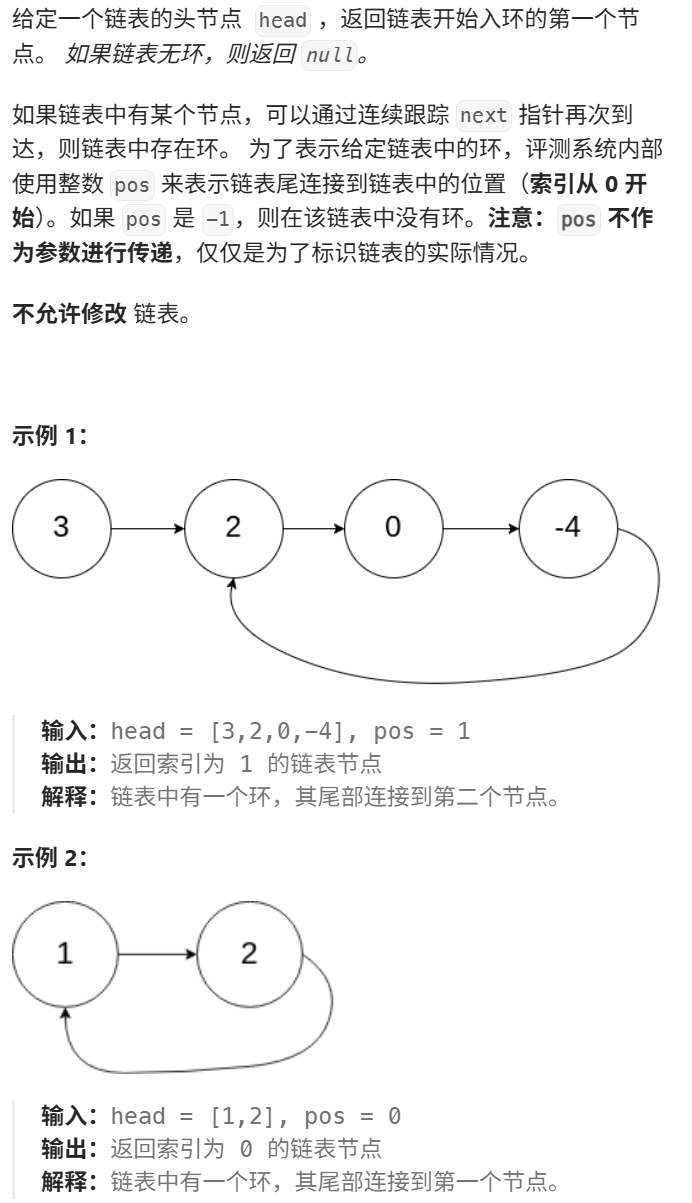 给定一个链表的头节点 head ，返回链表开始入环的第一个节
点。 如果链表无环，则返回 null。
如果链表中有某个节点，可以通过连续跟踪 next 指针再次到
达，则链表中存在环。 为了表示给定链表中的环，评测系统内部
使用整数 pos 来表示链表尾连接到链表中的位置（索引从 0 开
始）。如果 pos 是 -1，则在该链表中没有环。注意：pos 不作
为参数进行传递，仅仅是为了标识链表的实际情况。
不允许修改 链表。
示例 1：
3 2 0 -4
输入：head = [3,2,0,-4], pos = 1
输出：返回索引为 1 的链表节点
解释：链表中有一个环，其尾部连接到第二个节点。
示例 2：
1 2
输入：head = [1,2], pos = 0
输出：返回索引为 0 的链表节点
解释：链表中有一个环，其尾部连接到第一个节点。